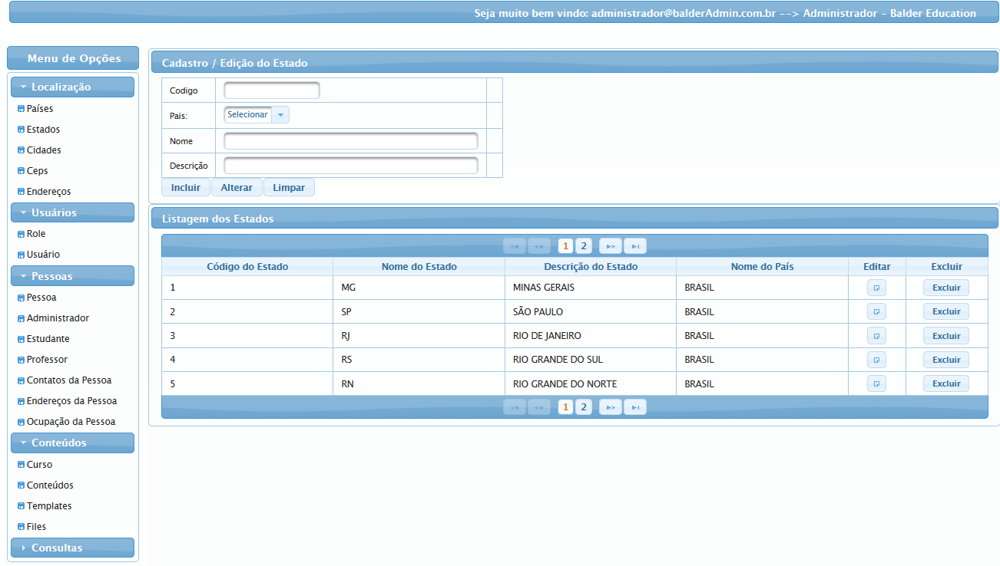 Seja muito bem vindo: administrador@balderAdmin.com.br --> Administrador - Balder Education
Menu de Opções
Localização
Países
Estados
Cidades
Ceps
Endereços
Usuários
Role
Usuário
Pessoas
Pessoa
Administrador
Estudante
Professor
Contatos da Pessoa
Endereços da Pessoa
Ocupação da Pessoa
Conteúdos
Curso
Conteúdos
Templates
Files
Consultas
Cadastro / Edição do Estado
Codigo
Pais: Selecionar
Nome
Descrição
Incluir Alterar Limpar
Listagem dos Estados
1 2
Código do Estado Nome do Estado Descrição do Estado Nome do País Editar Excluir
1 MG MINAS GERAIS BRASIL Excluir
2 SP SÃO PAULO BRASIL Excluir
3 RJ RIO DE JANEIRO BRASIL Excluir
4 RS RIO GRANDE DO SUL BRASIL Excluir
5 RN RIO GRANDE DO NORTE BRASIL Excluir
1 2